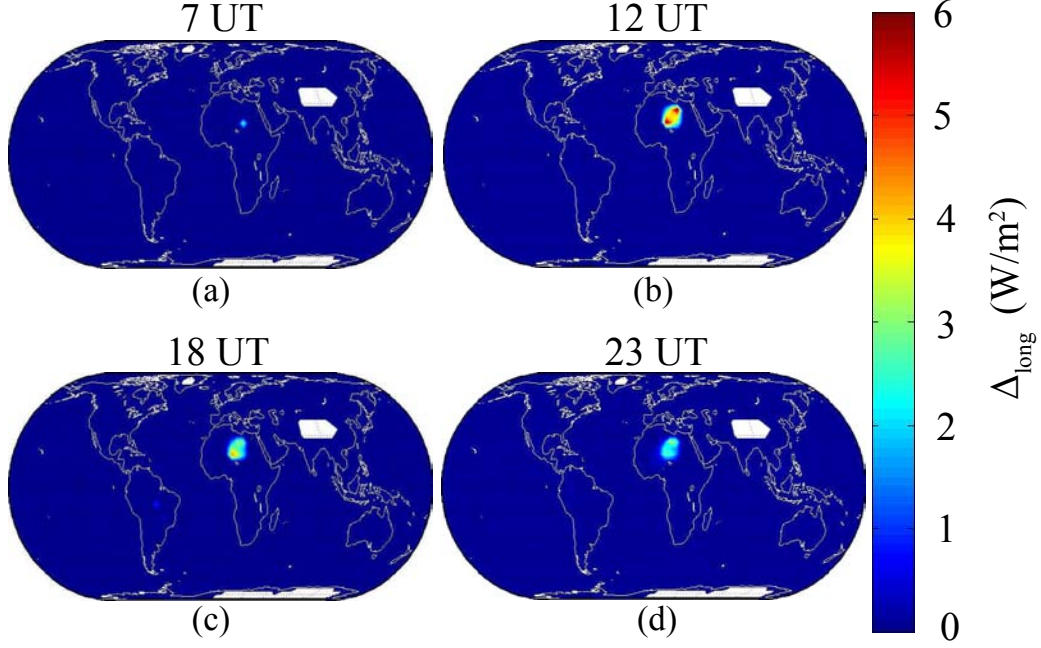 7 UT
12 UT
(a)
(b)
18 UT
23 UT
(c)
(d)
6
5
4
3
2
1
0
Δlong (W/m²)